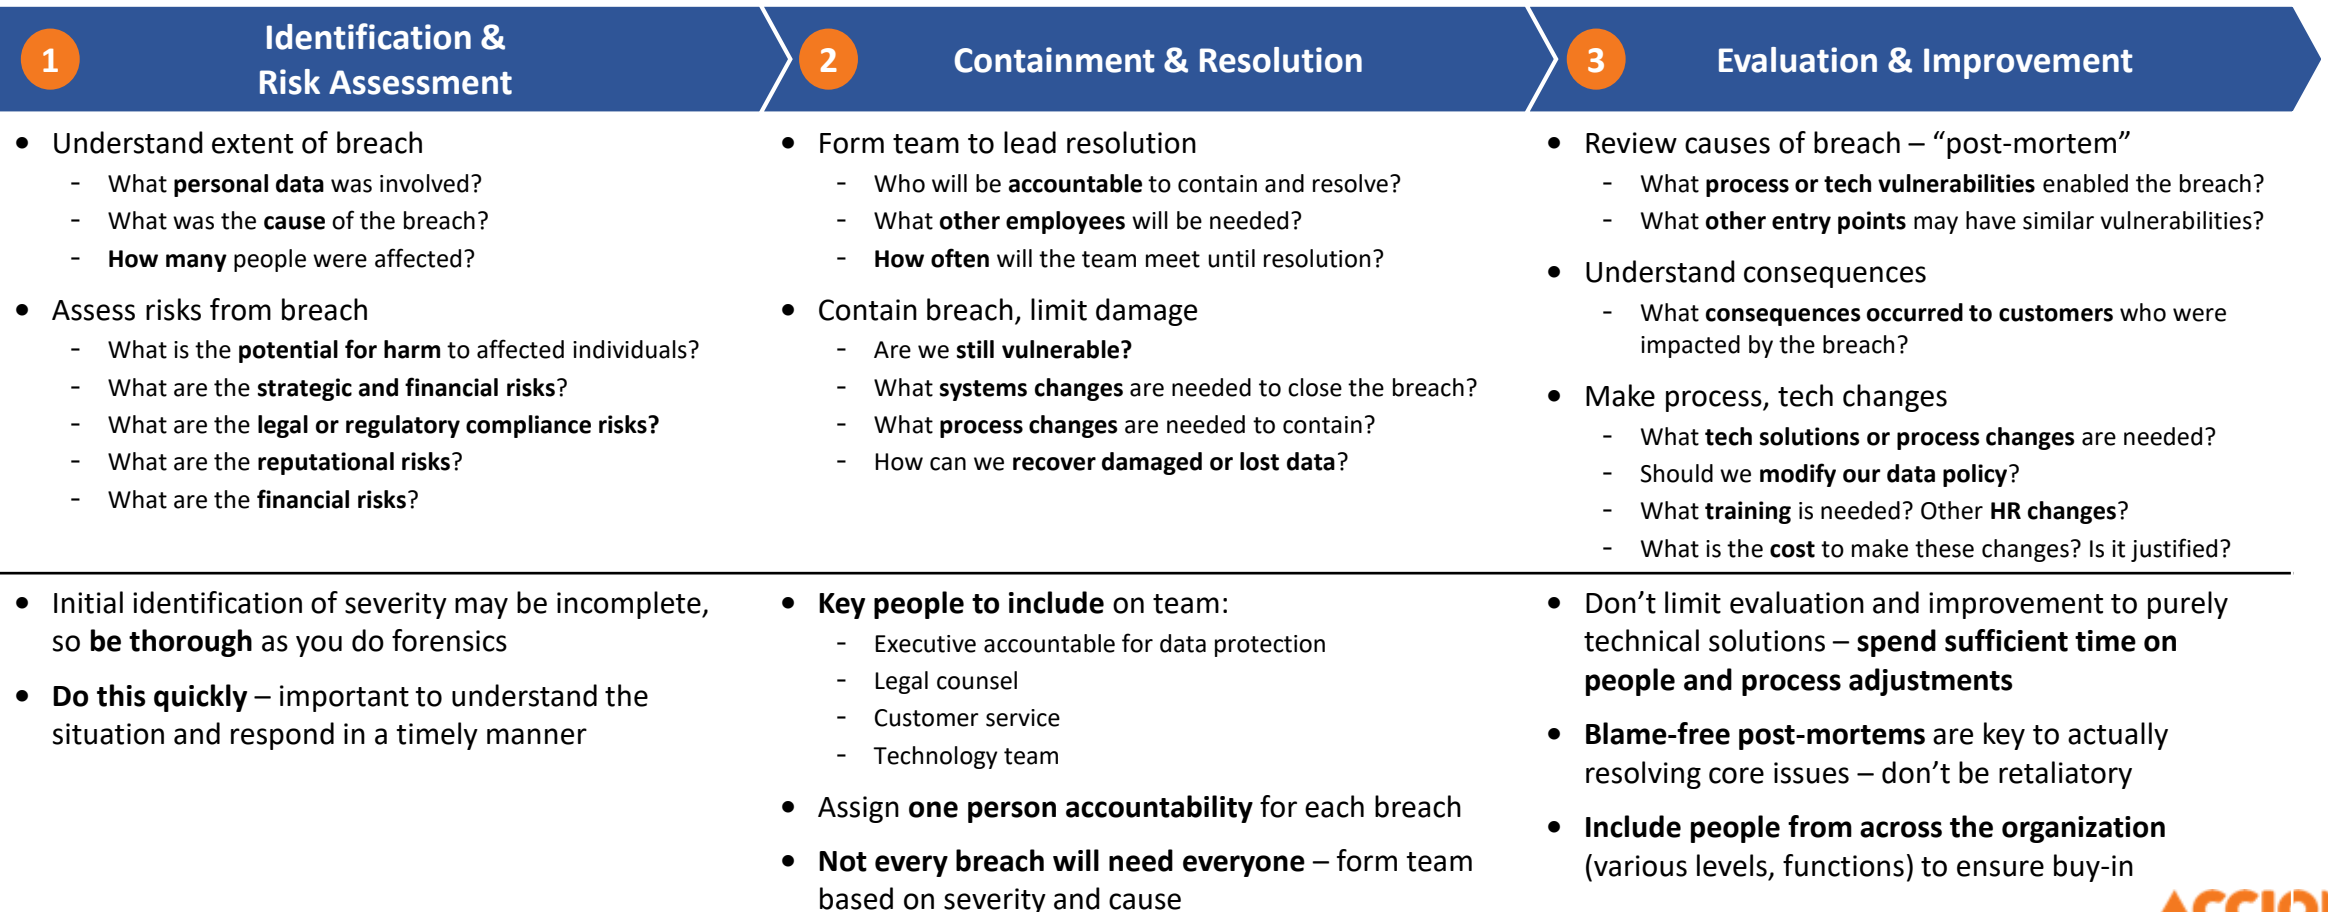 1
Identification &
Risk Assessment
• Understand extent of breach
- What personal data was involved?
- What was the cause of the breach?
- How many people were affected?
• Assess risks from breach
- What is the potential for harm to affected individuals?
- What are the strategic and financial risks?
- What are the legal or regulatory compliance risks?
- What are the reputational risks?
- What are the financial risks?
• Initial identification of severity may be incomplete,
so be thorough as you do forensics
• Do this quickly – important to understand the
situation and respond in a timely manner
2
Containment & Resolution
• Form team to lead resolution
- Who will be accountable to contain and resolve?
- What other employees will be needed?
- How often will the team meet until resolution?
• Contain breach, limit damage
- Are we still vulnerable?
- What systems changes are needed to close the breach?
- What process changes are needed to contain?
- How can we recover damaged or lost data?
• Key people to include on team:
- Executive accountable for data protection
- Legal counsel
- Customer service
- Technology team
• Assign one person accountability for each breach
• Not every breach will need everyone – form team
based on severity and cause
3
Evaluation & Improvement
• Review causes of breach – “post-mortem”
- What process or tech vulnerabilities enabled the breach?
- What other entry points may have similar vulnerabilities?
• Understand consequences
- What consequences occurred to customers who were
impacted by the breach?
• Make process, tech changes
- What tech solutions or process changes are needed?
- Should we modify our data policy?
- What training is needed? Other HR changes?
- What is the cost to make these changes? Is it justified?
• Don’t limit evaluation and improvement to purely
technical solutions – spend sufficient time on
people and process adjustments
• Blame-free post-mortems are key to actually
resolving core issues – don’t be retaliatory
• Include people from across the organization
(various levels, functions) to ensure buy-in